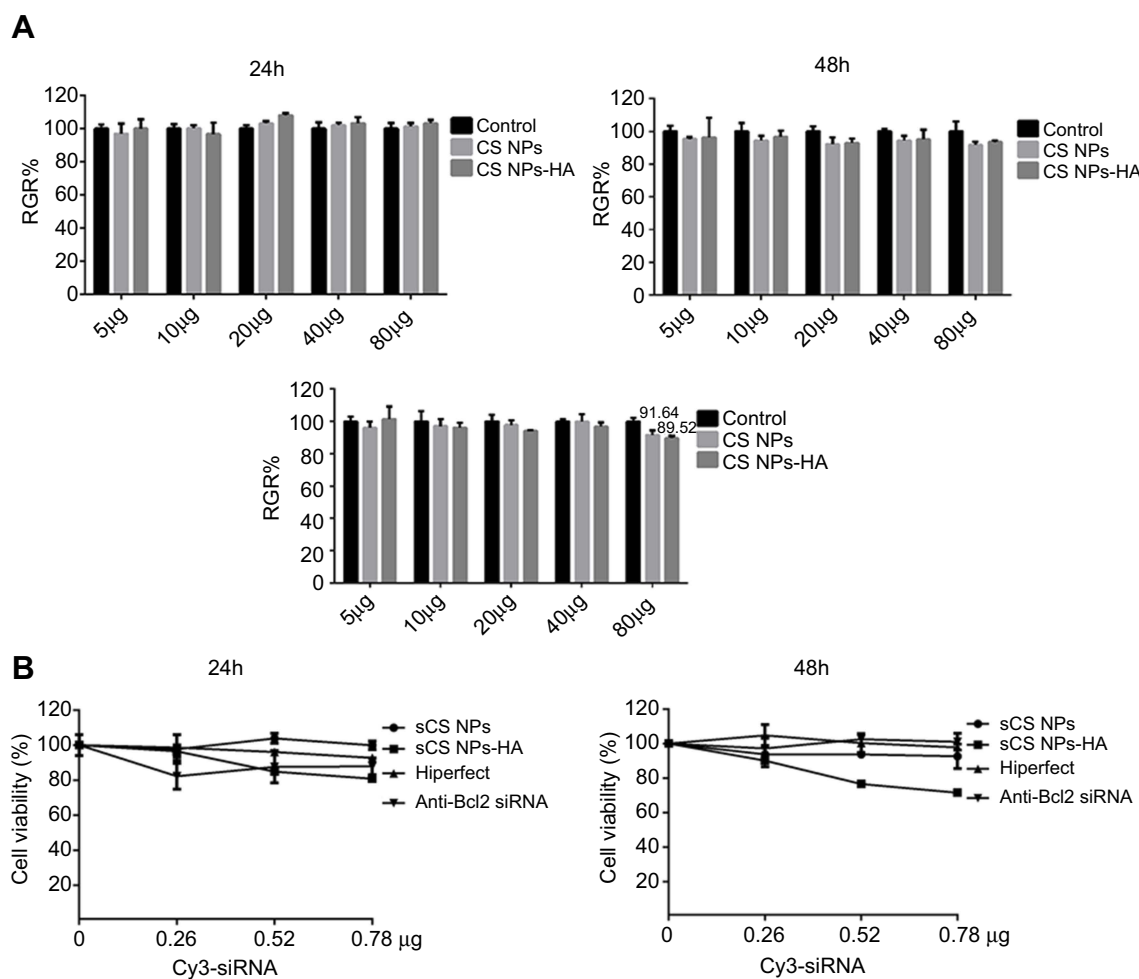 A
24h
120
100
80
60
40
20
0
RGR%
5µg
10µg
20µg
40µg
80µg
Control
CS NPs
CS NPs-HA
48h
120
100
80
60
40
20
0
RGR%
5µg
10µg
20µg
40µg
80µg
Control
CS NPs
CS NPs-HA
120
100
80
60
40
20
0
RGR%
5µg
10µg
20µg
40µg
80µg
91.64
89.52
Control
CS NPs
CS NPs-HA
B
24h
120
100
80
60
40
20
Cell viability (%)
0
0.26
0.52
0.78 µg
Cy3-siRNA
sCS NPs
sCS NPs-HA
Hiperfect
Anti-Bcl2 siRNA
48h
120
100
80
60
40
20
Cell viability (%)
0
0.26
0.52
0.78 µg
Cy3-siRNA
sCS NPs
sCS NPs-HA
Hiperfect
Anti-Bcl2 siRNA